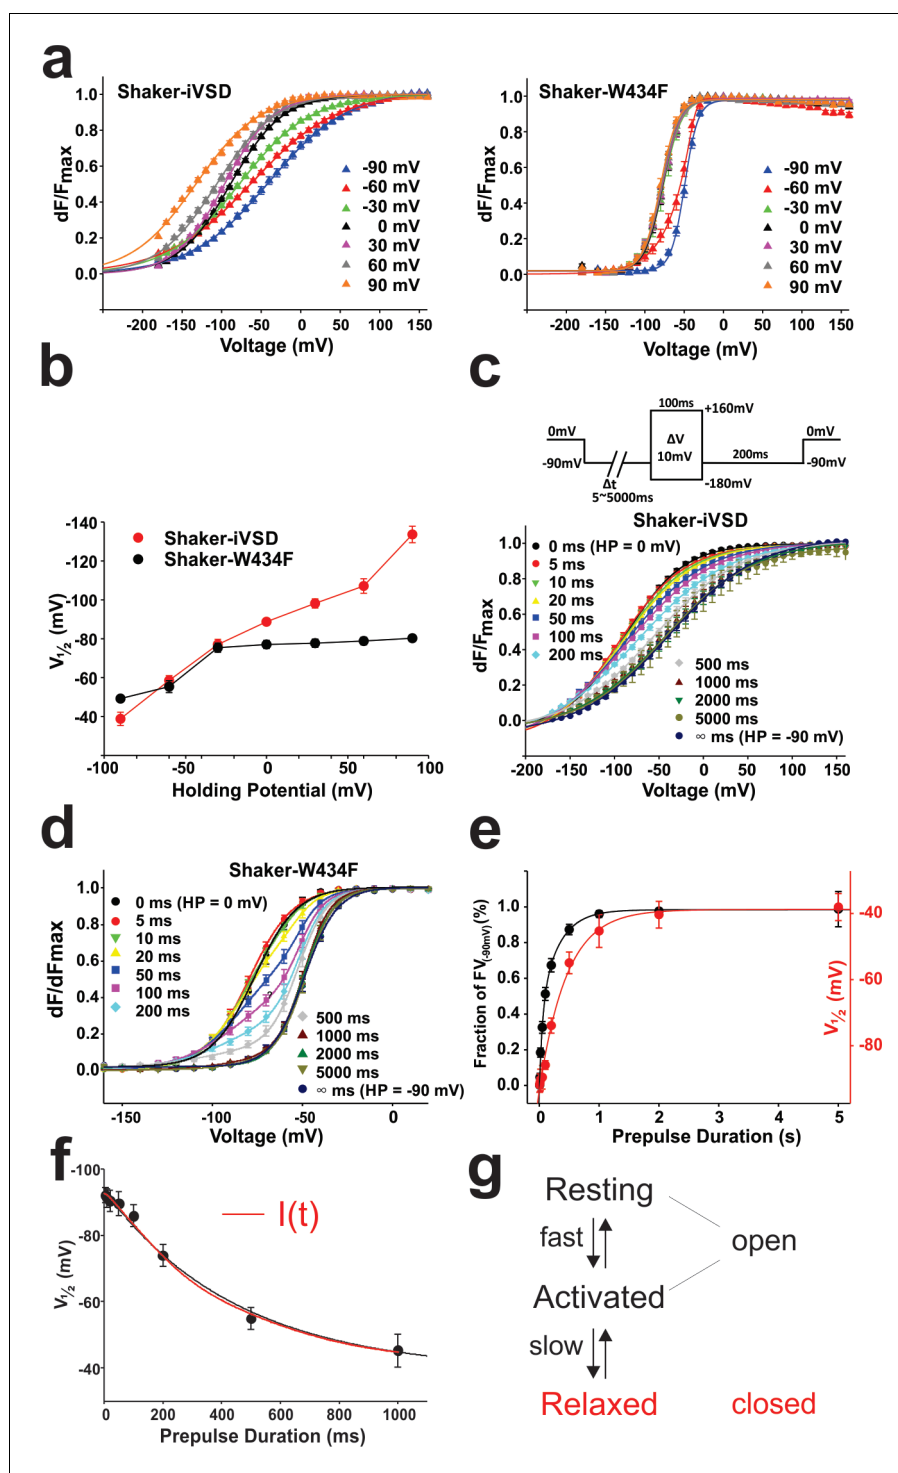 a
Shaker-iVSD
dF/Fmax
1.0
0.8
0.6
0.4
0.2
0.0
-90 mV
-60 mV
-30 mV
0 mV
30 mV
60 mV
90 mV
-200 -150 -100 -50 0 50 100 150
Voltage (mV)
Shaker-W434F
dF/Fmax
1.0
0.8
0.6
0.4
0.2
0.0
-90 mV
-60 mV
-30 mV
0 mV
30 mV
60 mV
90 mV
-200 -150 -100 -50 0 50 100 150
Voltage (mV)
b
V½ (mV)
-140
-120
-100
-80
-60
-40
Shaker-iVSD
Shaker-W434F
-100 -50 0 50 100
Holding Potential (mV)
c
0mV
-90mV
Δt
5~5000ms
100ms
+160mV
ΔV
10mV
200ms
-180mV
0mV
-90mV
Shaker-iVSD
dF/Fmax
1.0
0.8
0.6
0.4
0.2
0.0
0 ms (HP = 0 mV)
5 ms
10 ms
20 ms
50 ms
100 ms
200 ms
500 ms
1000 ms
2000 ms
5000 ms
∞ ms (HP = -90 mV)
-200 -150 -100 -50 0 50 100 150
Voltage (mV)
d
Shaker-W434F
dF/dFmax
1.0
0.8
0.6
0.4
0.2
0.0
0 ms (HP = 0 mV)
5 ms
10 ms
20 ms
50 ms
100 ms
200 ms
?
500 ms
1000 ms
2000 ms
5000 ms
∞ ms (HP = -90 mV)
-150 -100 -50 0
Voltage (mV)
e
Fraction of FV(-90mV) (%)
1.0
0.8
0.6
0.4
0.2
0.0
-40
-60
-80
V½ (mV)
0 1 2 3 4 5
Prepulse Duration (s)
f
V½ (mV)
-100
-80
-60
-40
I(t)
0 200 400 600 800 1000
Prepulse Duration (ms)
g
Resting
fast
open
Activated
slow
Relaxed closed